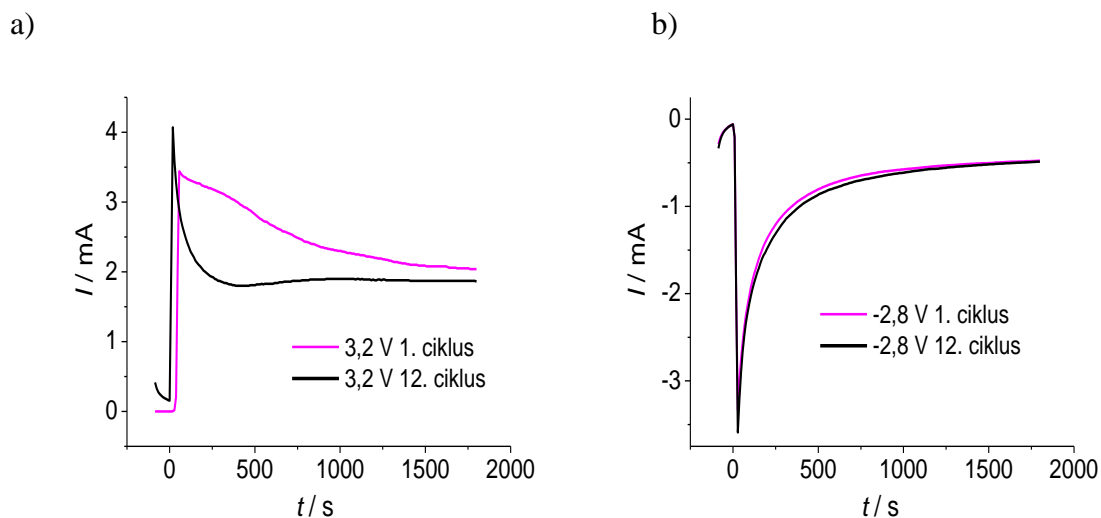 a)
I / mA
4
3
2
1
0
3,2 V 1. ciklus
3,2 V 12. ciklus
0
500
1000
1500
2000
t / s
b)
I / mA
0
-1
-2
-3
-2,8 V 1. ciklus
-2,8 V 12. ciklus
0
500
1000
1500
2000
t / s